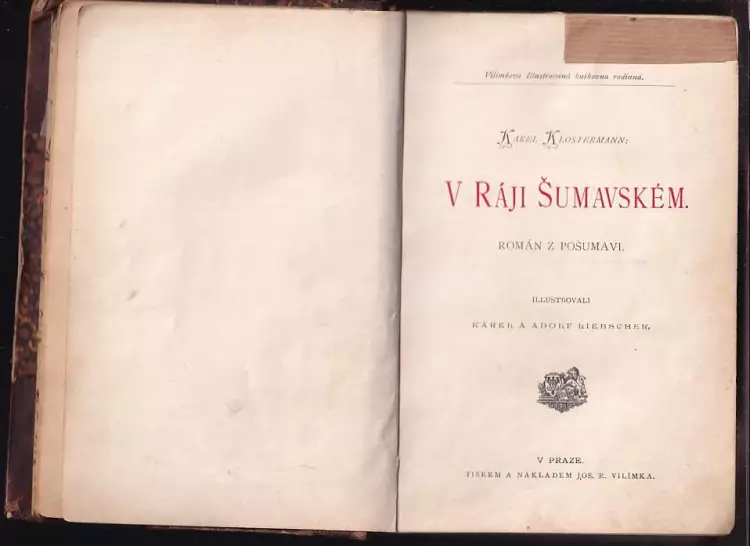 Vilímkova illustrovaná knihovna rodinná.
Karel Klostermann:
V Ráji Šumavském.
ROMÁN Z POŠUMAVI.
ILLUSTROVALI
KAREL A ADOLF LIEBSCHER.
V PRAZE.
TISKEM A NÁKLADEM JOS. R. VILÍMKA.